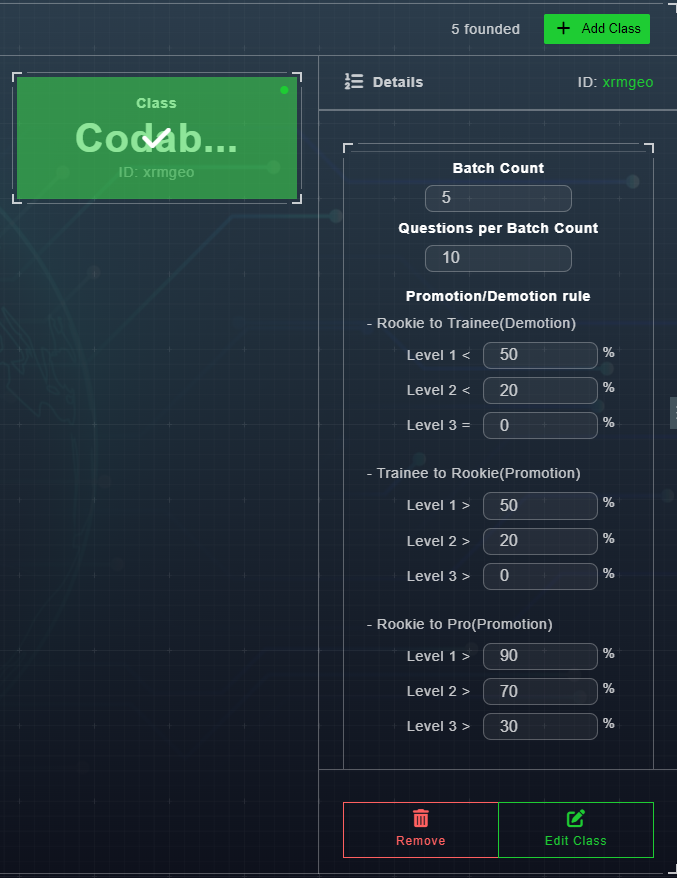 5 founded
+ Add Class
Class
Codab...
ID: xrmgeo
Details
ID: xrmgeo
Batch Count
5
Questions per Batch Count
10
Promotion/Demotion rule
- Rookie to Trainee(Demotion)
Level 1 < 50 %
Level 2 < 20 %
Level 3 = 0 %
- Trainee to Rookie(Promotion)
Level 1 > 50 %
Level 2 > 20 %
Level 3 > 0 %
- Rookie to Pro(Promotion)
Level 1 > 90 %
Level 2 > 70 %
Level 3 > 30 %
Remove
Edit Class